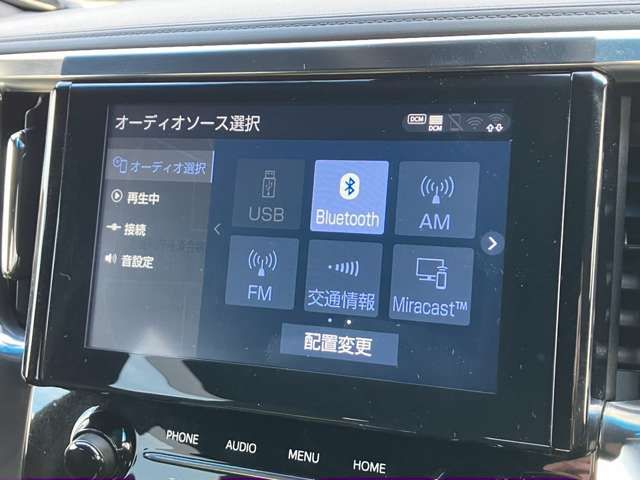 オーディオソース選択
DCM
DCM
オーディオ選択
再生中
接続
音設定
USB
Bluetooth
AM
FM
交通情報
Miracast™
配置変更
PHONE
AUDIO
MENU
HOME